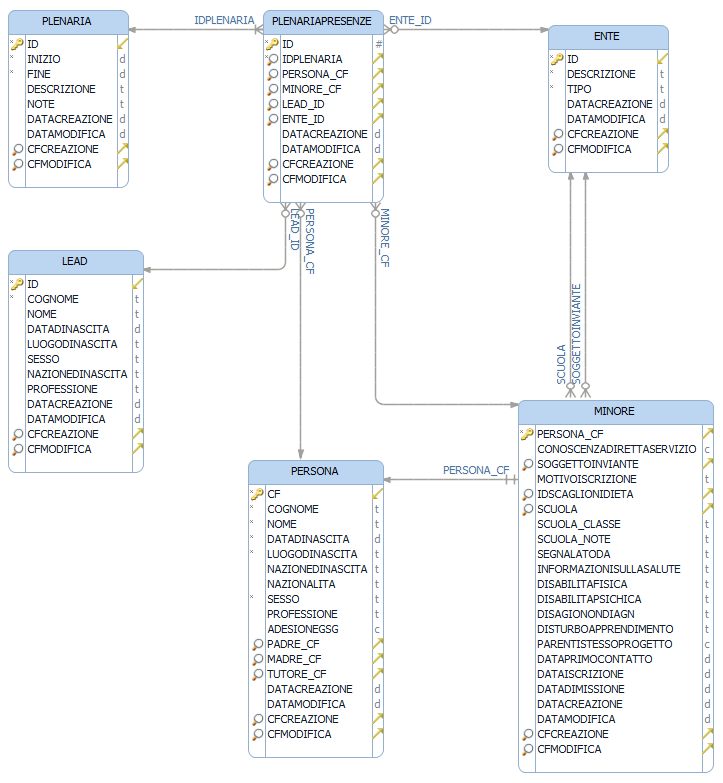 PLENARIA
ID
* INIZIO d
* FINE d
DESCRIZIONE t
NOTE t
DATACREAZIONE d
DATAMODIFICA d
CFCREAZIONE
CFMODIFICA
IDPLENARIA
PLENARIAPRESENZE
* ID #
IDPLENARIA
PERSONA_CF
MINORE_CF
LEAD_ID
ENTE_ID
DATACREAZIONE d
DATAMODIFICA d
CFCREAZIONE
CFMODIFICA
ENTE_ID
ENTE
* ID
* DESCRIZIONE t
* TIPO t
DATACREAZIONE d
DATAMODIFICA d
CFCREAZIONE
CFMODIFICA
LEAD_ID
PERSONA_CF
MINORE_CF
SCUOLA
SOGGETTOINVIANTE
LEAD
* ID
* COGNOME t
NOME t
DATADINASCITA d
LUOGODINASCITA t
SESSO t
NAZIONEDINASCITA t
PROFESSIONE t
DATACREAZIONE d
DATAMODIFICA d
CFCREAZIONE
CFMODIFICA
PERSONA
* CF
* COGNOME t
* NOME t
* DATADINASCITA d
* LUOGODINASCITA t
NAZIONEDINASCITA t
NAZIONALITA t
* SESSO t
PROFESSIONE t
ADESIONEGSG c
PADRE_CF
MADRE_CF
TUTORE_CF
DATACREAZIONE d
DATAMODIFICA d
CFCREAZIONE
CFMODIFICA
PERSONA_CF
MINORE
* PERSONA_CF
CONOSCENZADIRETTASERVIZIO c
SOGGETTOINVIANTE
MOTIVOISCRIZIONE t
IDSCAGLIONIDIETA
SCUOLA
SCUOLA_CLASSE t
SCUOLA_NOTE t
SEGNALATODA t
INFORMAZIONISULLASALUTE t
DISABILITAFISICA t
DISABILITAPSICHICA t
DISAGIONONDIAGN t
DISTURBOAPPRENDIMENTO t
PARENTISTESSOPROGETTO c
DATAPRIMOCONTATTO d
DATAISCRIZIONE d
DATADIMISSIONE d
DATACREAZIONE d
DATAMODIFICA d
CFCREAZIONE
CFMODIFICA